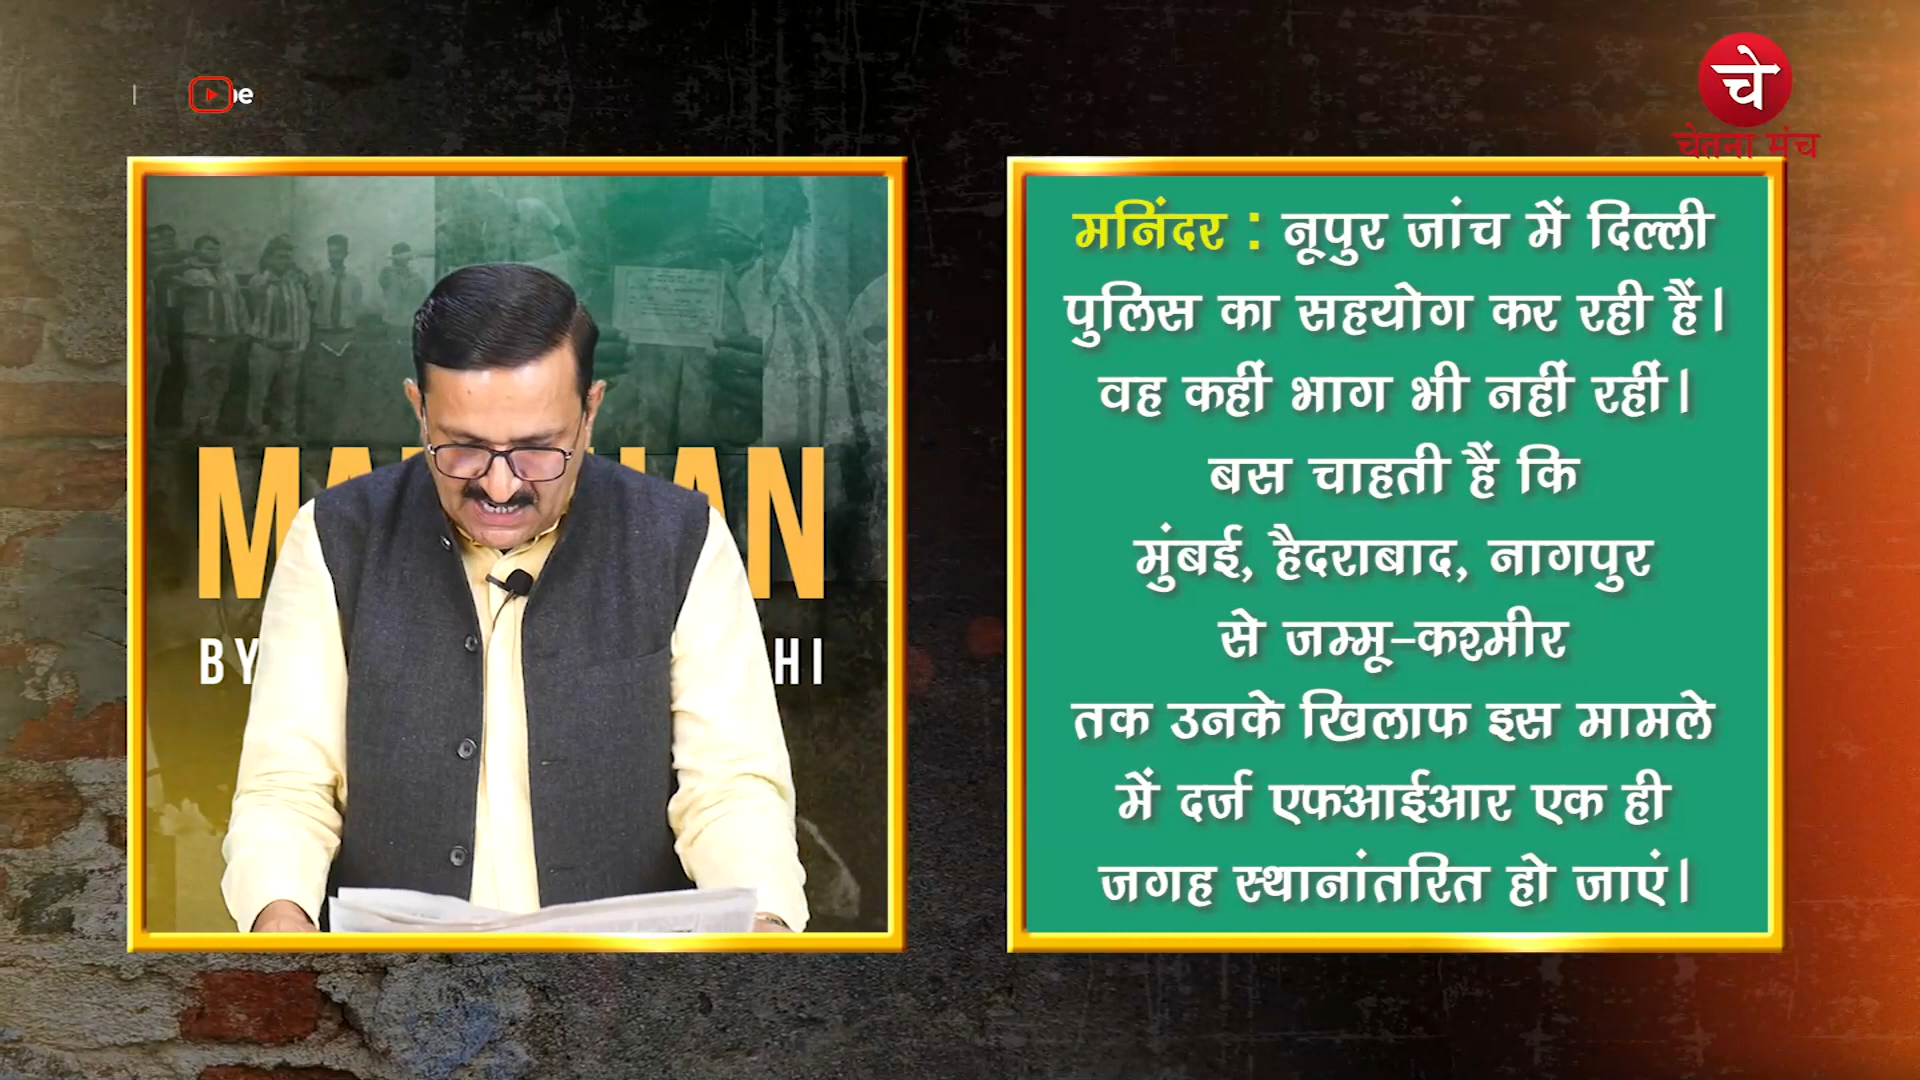 चे
चेतना मंच
मनिंदर : नूपुर जांच में दिल्ली
पुलिस का सहयोग कर रही हैं।
वह कहीं भाग भी नहीं रहीं।
बस चाहती हैं कि
मुंबई, हैदराबाद, नागपुर
से जम्मू-कश्मीर
तक उनके खिलाफ इस मामले
में दर्ज एफआईआर एक ही
जगह स्थानांतरित हो जाएं।
BY